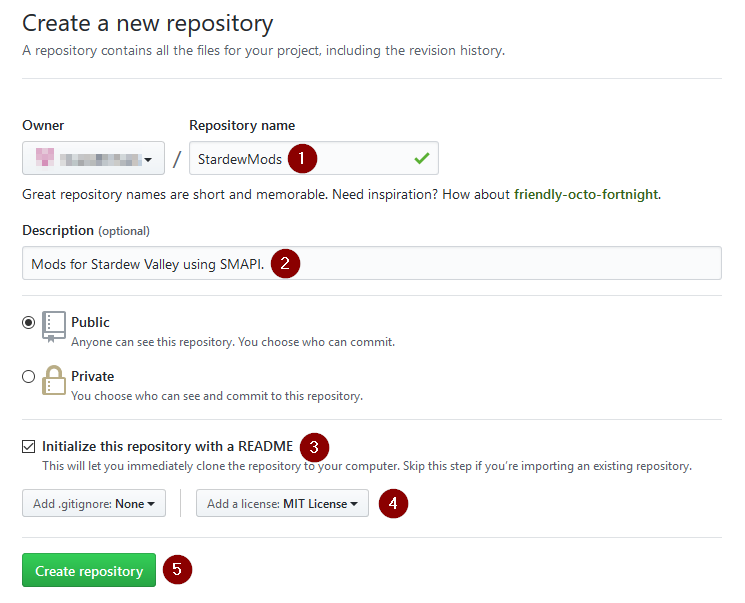 Create a new repository
A repository contains all the files for your project, including the revision history.
Owner
Repository name
/
StardewMods 1
Great repository names are short and memorable. Need inspiration? How about friendly-octo-fortnight.
Description (optional)
Mods for Stardew Valley using SMAPI. 2
Public
Anyone can see this repository. You choose who can commit.
Private
You choose who can see and commit to this repository.
Initialize this repository with a README 3
This will let you immediately clone the repository to your computer. Skip this step if you're importing an existing repository.
Add .gitignore: None
Add a license: MIT License 4
Create repository 5